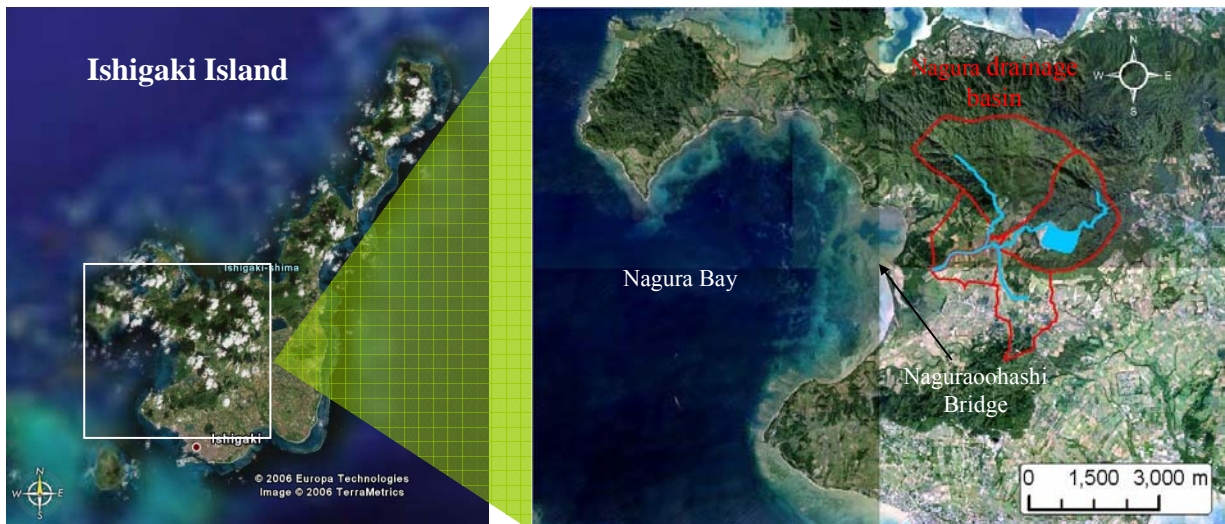 Ishigaki Island
Ishigaki-shima
Ishigaki
© 2006 Europa Technologies
Image © 2006 TerraMetrics
N
W
E
S
Nagura dramage
basin
N
W
E
S
Nagura Bay
Naguraoohashi
Bridge
0 1,500 3,000 m